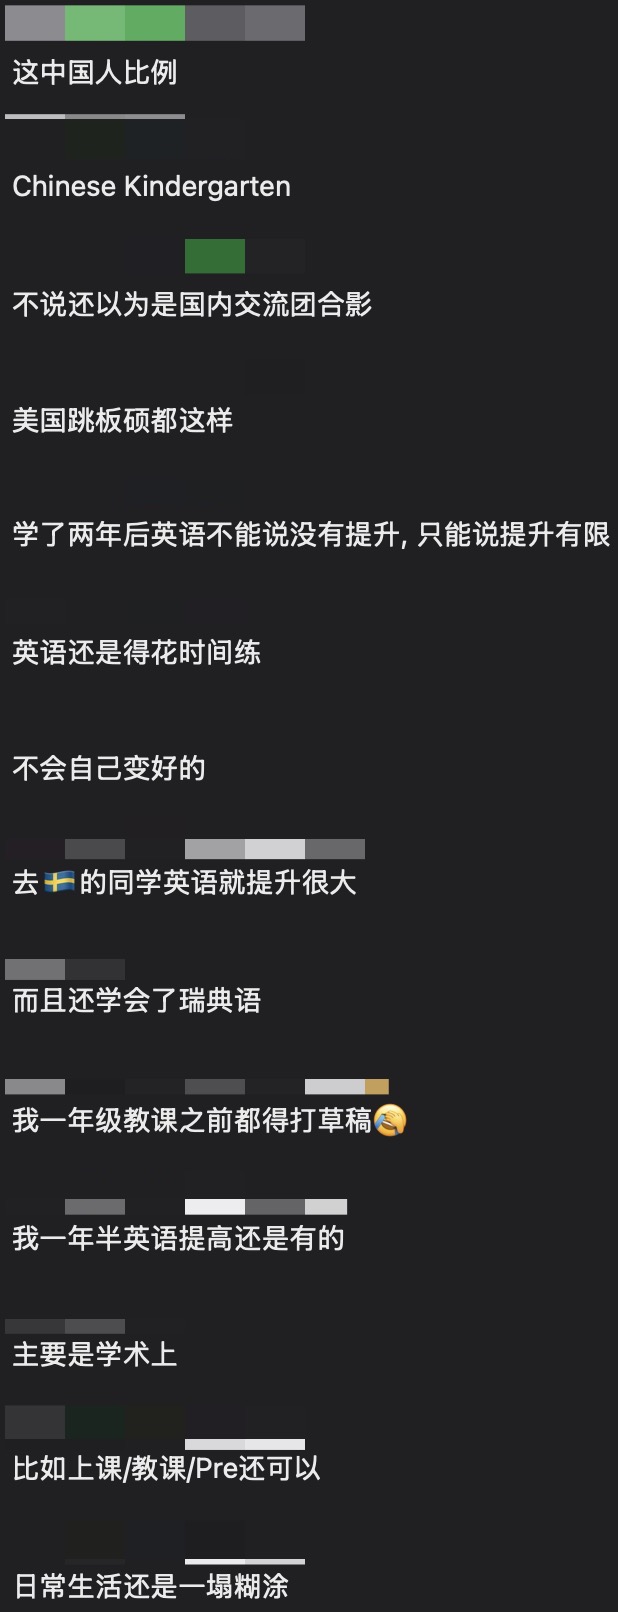 这中国人比例
Chinese Kindergarten
不说还以为是国内交流团合影
美国跳板硕都这样
学了两年后英语不能说没有提升, 只能说提升有限
英语还是得花时间练
不会自己变好的
去🇸🇪的同学英语就提升很大
而且还学会了瑞典语
我一年级教课之前都得打草稿😂
我一年半英语提高还是有的
主要是学术上
比如上课/教课/Pre还可以
日常生活还是一塌糊涂